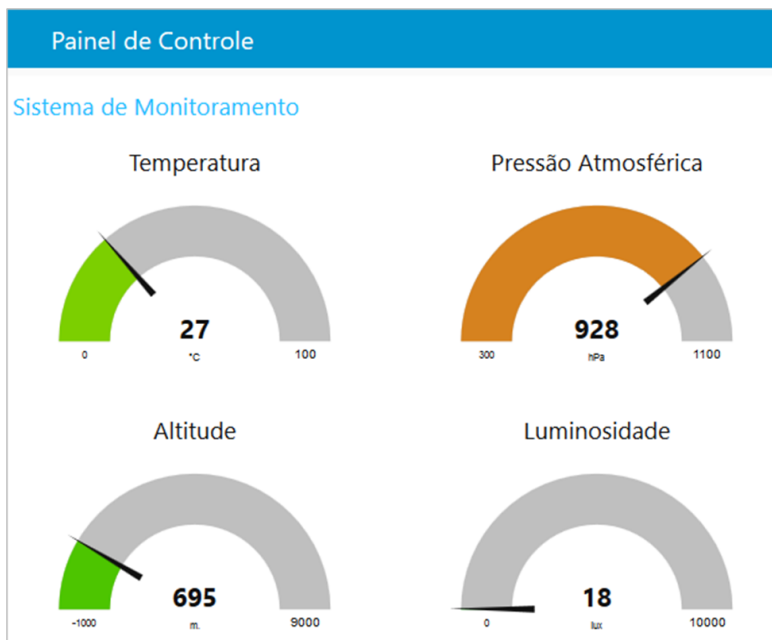 Painel de Controle
Sistema de Monitoramento
Temperatura
27
°C
0
100
Pressão Atmosférica
928
hPa
300
1100
Altitude
695
m.
-1000
9000
Luminosidade
18
lux
0
10000